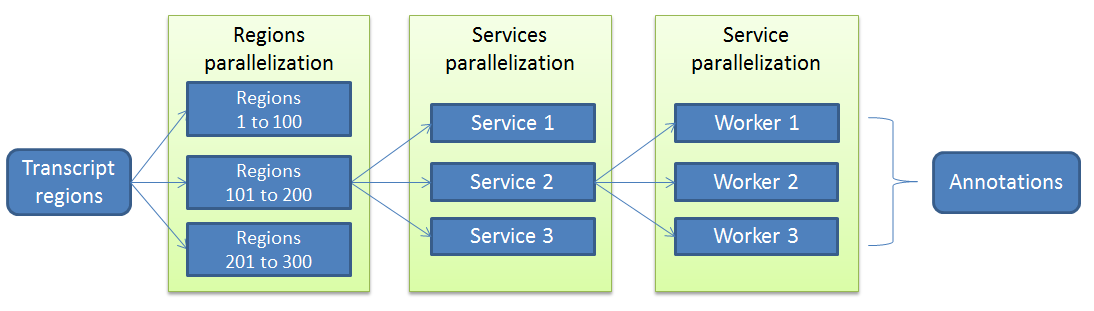 Transcript
regions
Regions
parallelization
Regions
1 to 100
Regions
101 to 200
Regions
201 to 300
Services
parallelization
Service 1
Service 2
Service 3
Service
parallelization
Worker 1
Worker 2
Worker 3
Annotations